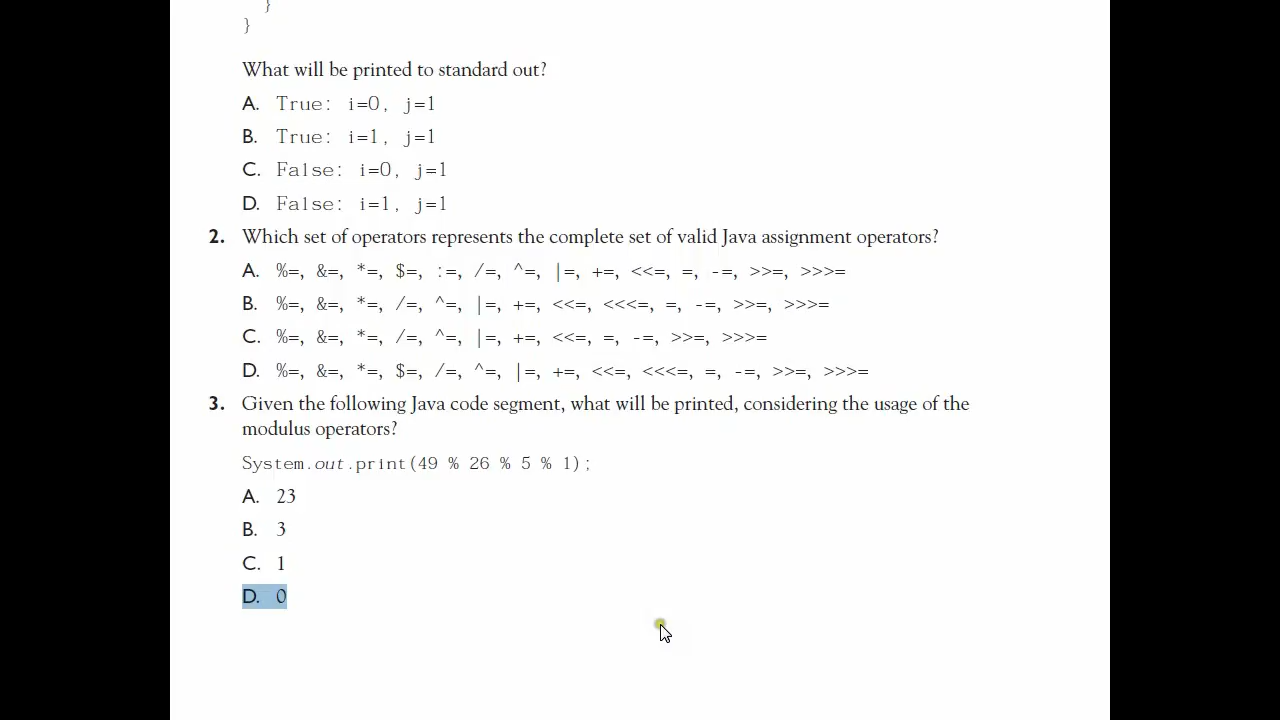 }
}
What will be printed to standard out?
A. True: i=0, j=1
B. True: i=1, j=1
C. False: i=0, j=1
D. False: i=1, j=1
2. Which set of operators represents the complete set of valid Java assignment operators?
A. %=, &=, *=, $=, :=, /=, ^=, |=, +=, <<=, =, -=, >>=, >>>=
B. %=, &=, *=, /=, ^=, |=, +=, <<=, <<<=, =, -=, >>=, >>>=
C. %=, &=, *=, /=, ^=, |=, +=, <<=, =, -=, >>=, >>>=
D. %=, &=, *=, $=, /=, ^=, |=, +=, <<=, <<<=, =, -=, >>=, >>>=
3. Given the following Java code segment, what will be printed, considering the usage of the
modulus operators?
System.out.print(49 % 26 % 5 % 1);
A. 23
B. 3
C. 1
D. 0